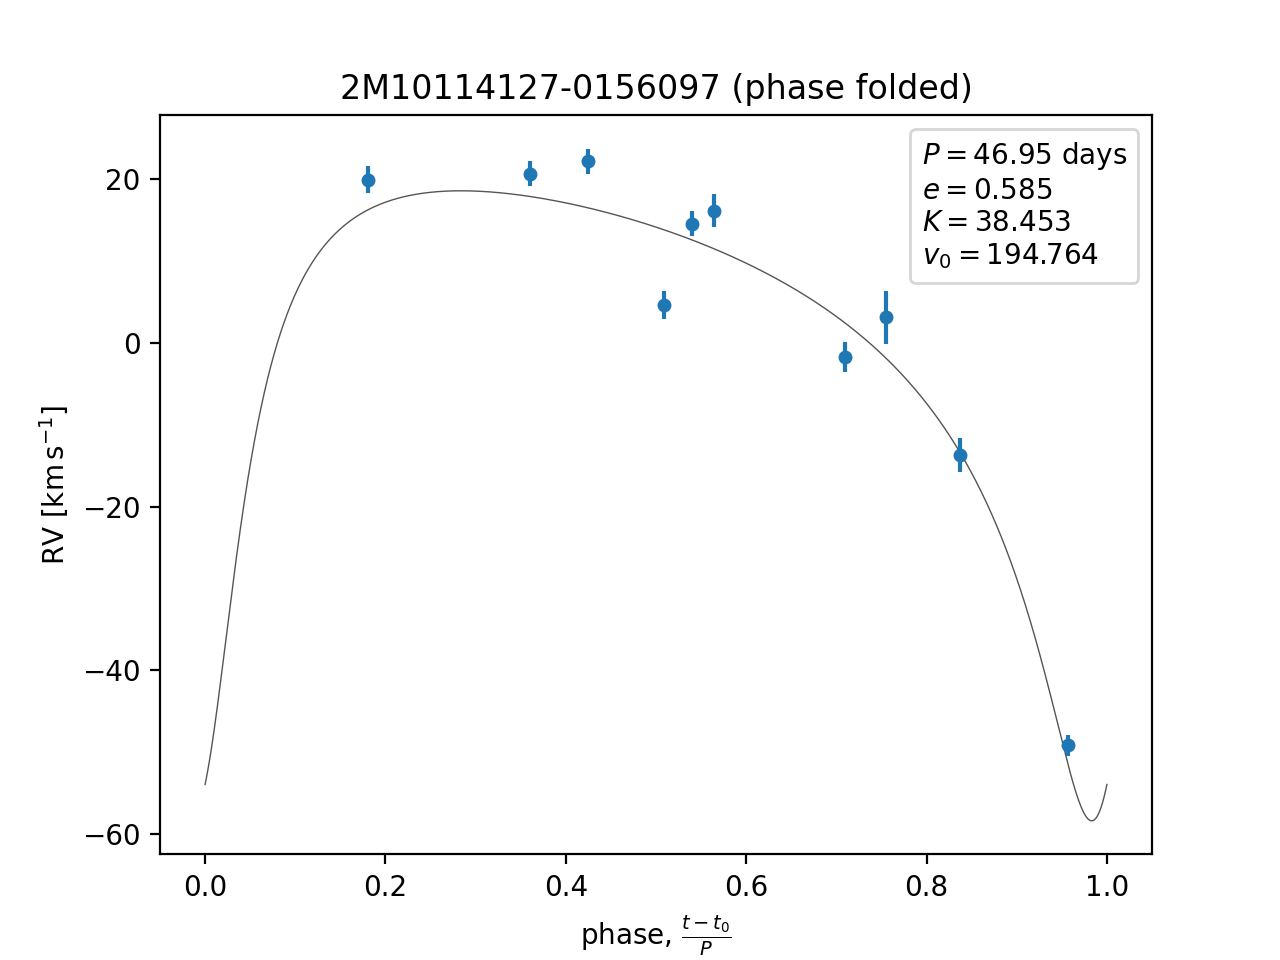 2M10114127-0156097 (phase folded)
P = 46.95 days
e = 0.585
K = 38.453
v₀ = 194.764
20
0
−20
−40
−60
RV [km s⁻¹]
0.0 0.2 0.4 0.6 0.8 1.0
phase, (t − t₀)/P